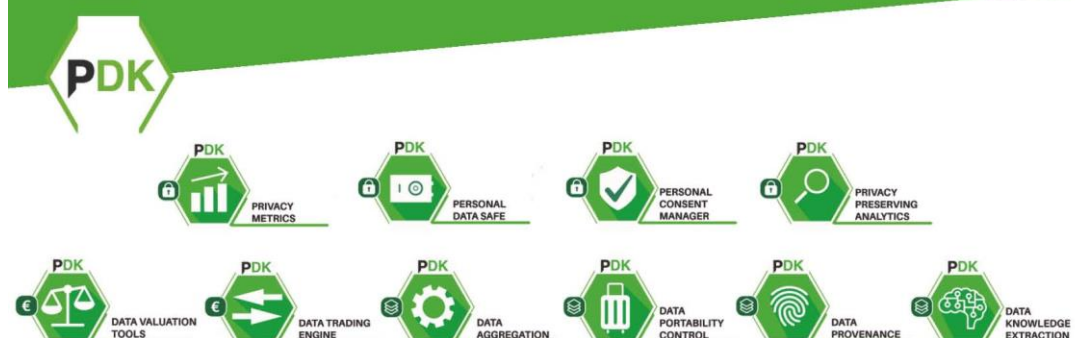 PDK
PDK
PRIVACY
METRICS
PDK
PERSONAL
DATA SAFE
PDK
PERSONAL
CONSENT
MANAGER
PDK
PRIVACY
PRESERVING
ANALYTICS
PDK
€
DATA VALUATION
TOOLS
PDK
€
DATA TRADING
ENGINE
PDK
DATA
AGGREGATION
PDK
DATA
PORTABILITY
CONTROL
PDK
DATA
PROVENANCE
PDK
DATA
KNOWLEDGE
EXTRACTION